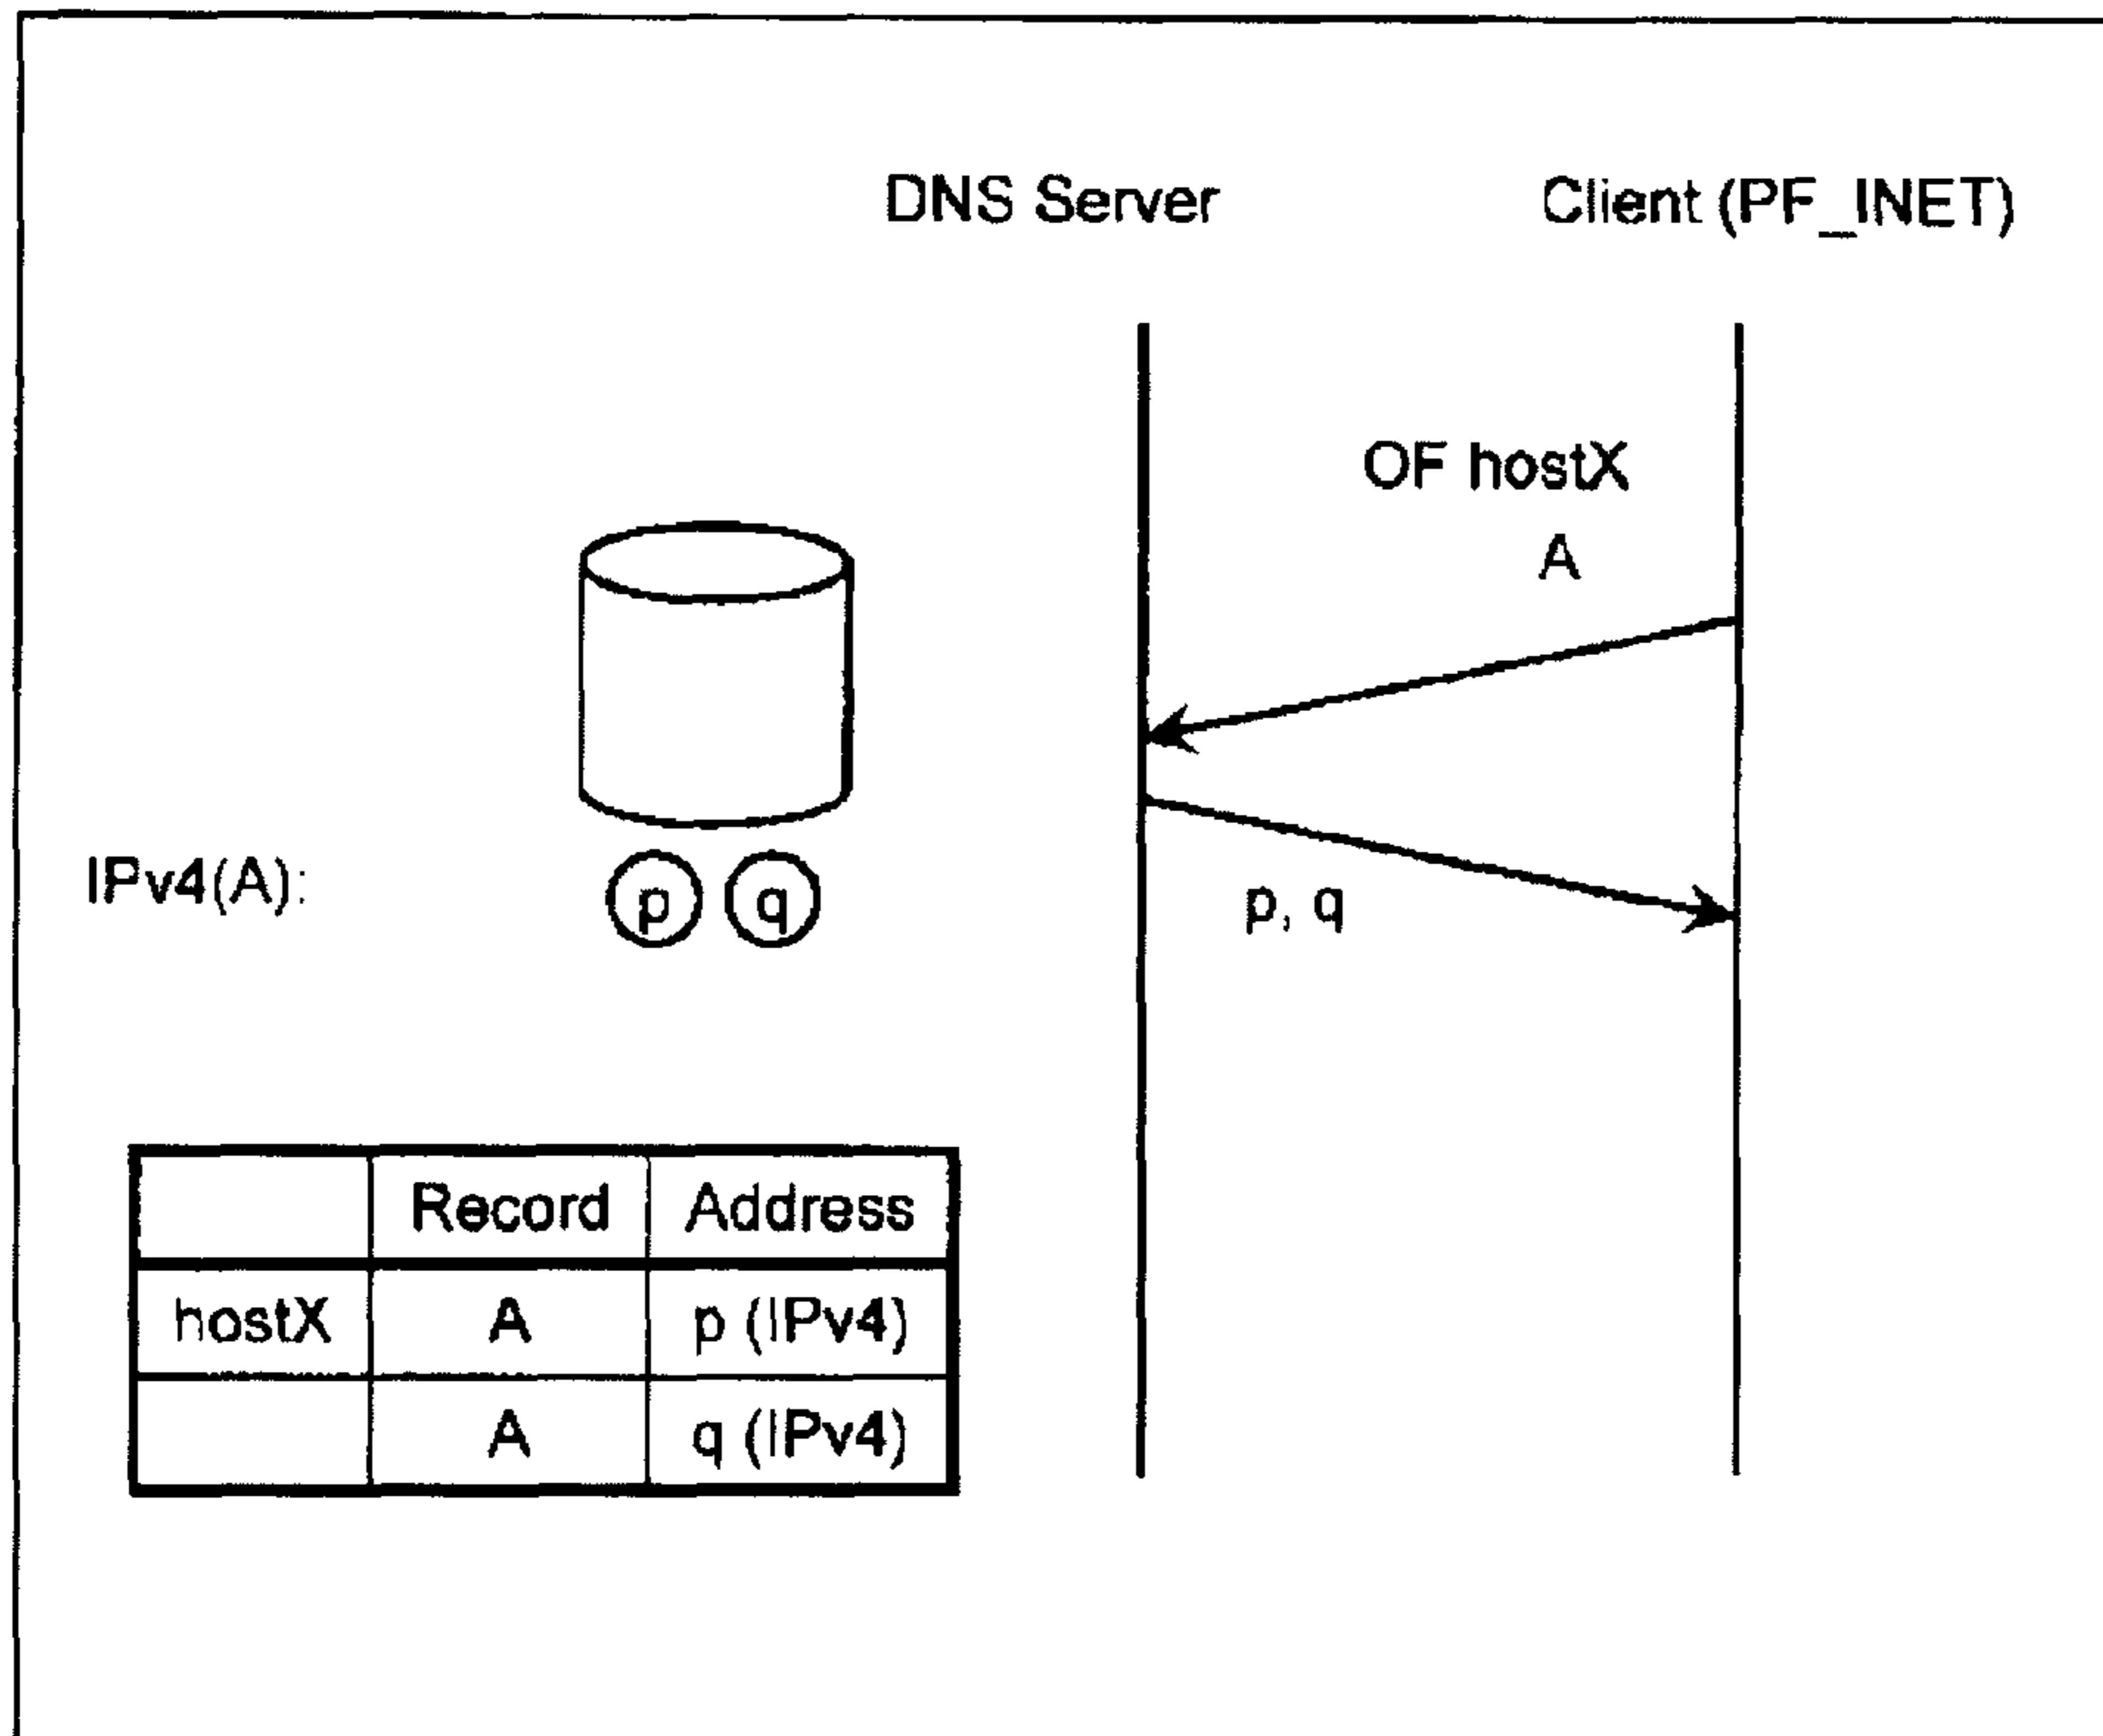 DNS Server Client (PF_INET)
OF hostX
A
IPv4(A):
p q
p, q
Record Address
hostX A p (IPv4)
A q (IPv4)